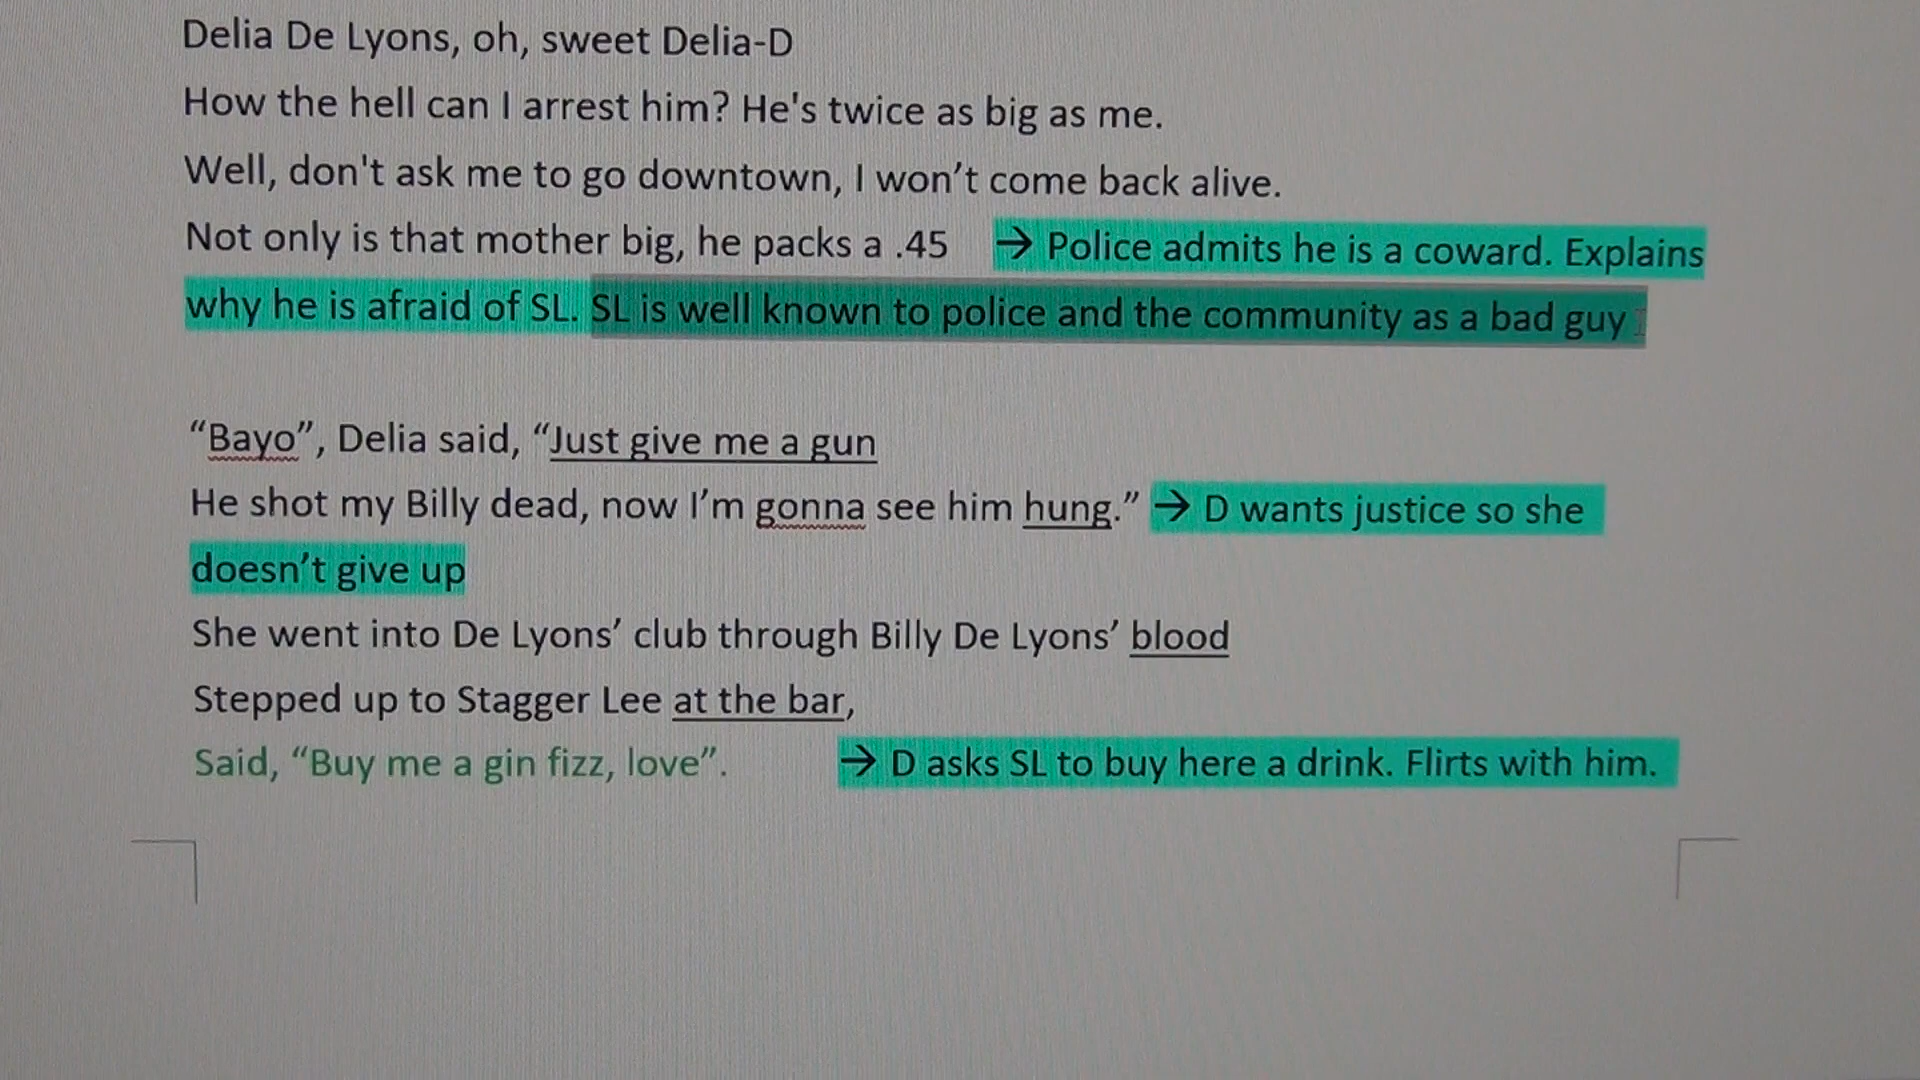 Delia De Lyons, oh, sweet Delia-D
How the hell can I arrest him? He's twice as big as me.
Well, don't ask me to go downtown, I won’t come back alive.
Not only is that mother big, he packs a .45 → Police admits he is a coward. Explains
why he is afraid of SL. SL is well known to police and the community as a bad guy
“Bayo”, Delia said, “Just give me a gun
He shot my Billy dead, now I’m gonna see him hung.” → D wants justice so she
doesn’t give up
She went into De Lyons’ club through Billy De Lyons’ blood
Stepped up to Stagger Lee at the bar,
Said, “Buy me a gin fizz, love”. → D asks SL to buy here a drink. Flirts with him.